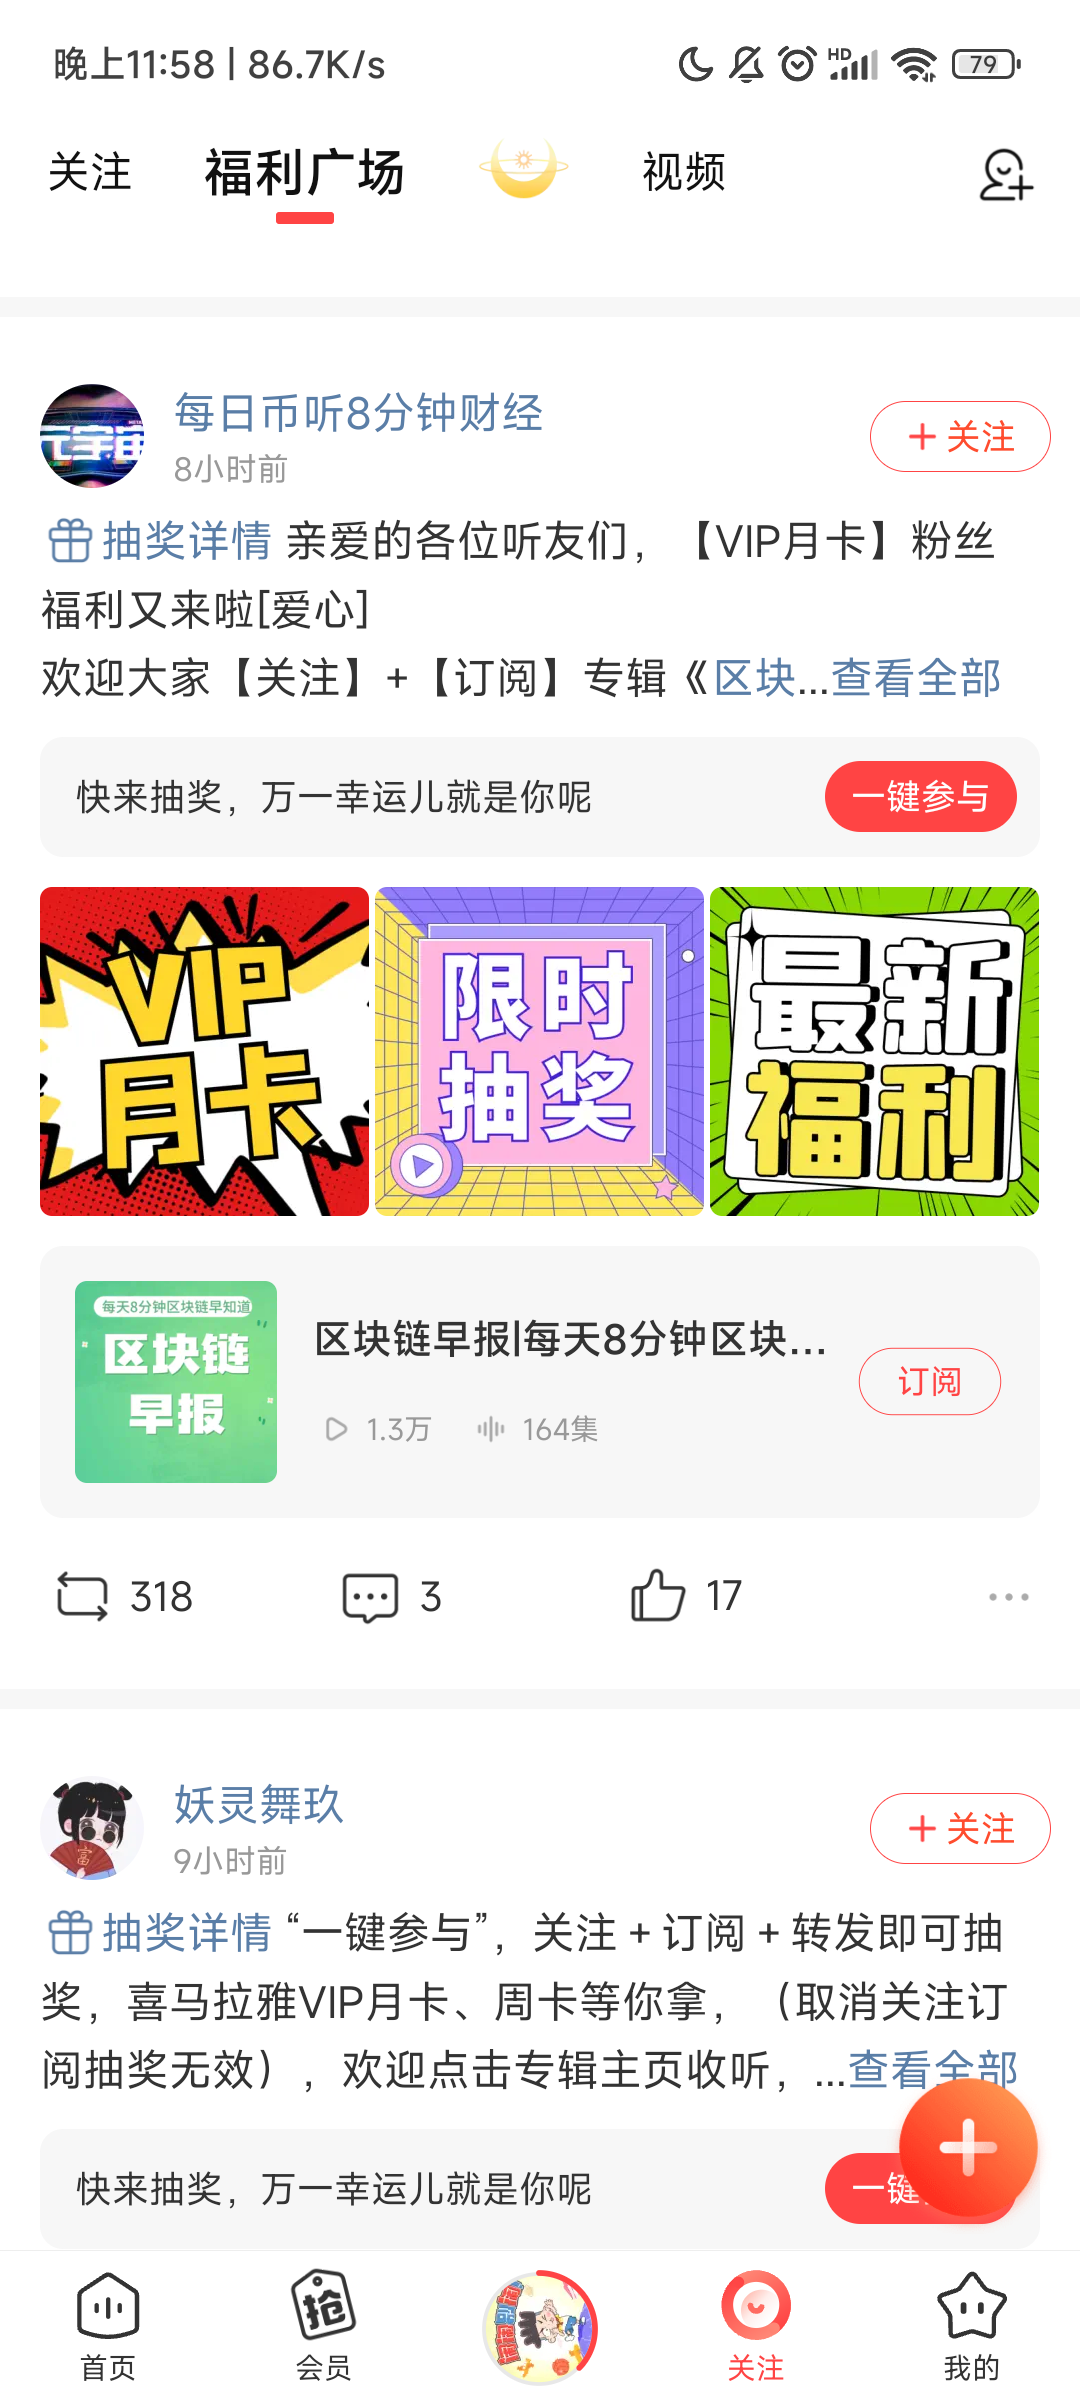 晚上11:58 | 86.7K/s
HD
79
关注
福利广场
视频
元宇宙
每日币听8分钟财经
8小时前
+ 关注
抽奖详情 亲爱的各位听友们，【VIP月卡】粉丝
福利又来啦[爱心]
欢迎大家【关注】+【订阅】专辑《区块...查看全部
快来抽奖，万一幸运儿就是你呢
一键参与
VIP
月卡
限时
抽奖
最新
福利
每天8分钟区块链早知道
区块链
早报
区块链早报|每天8分钟区块...
1.3万
164集
订阅
318
3
17
妖灵舞玖
9小时前
+ 关注
富
抽奖详情 “一键参与”，关注 + 订阅 + 转发即可抽
奖，喜马拉雅VIP月卡、周卡等你拿，（取消关注订
阅抽奖无效），欢迎点击专辑主页收听，...查看全部
快来抽奖，万一幸运儿就是你呢
一键
首页
抢
会员
关注
我的